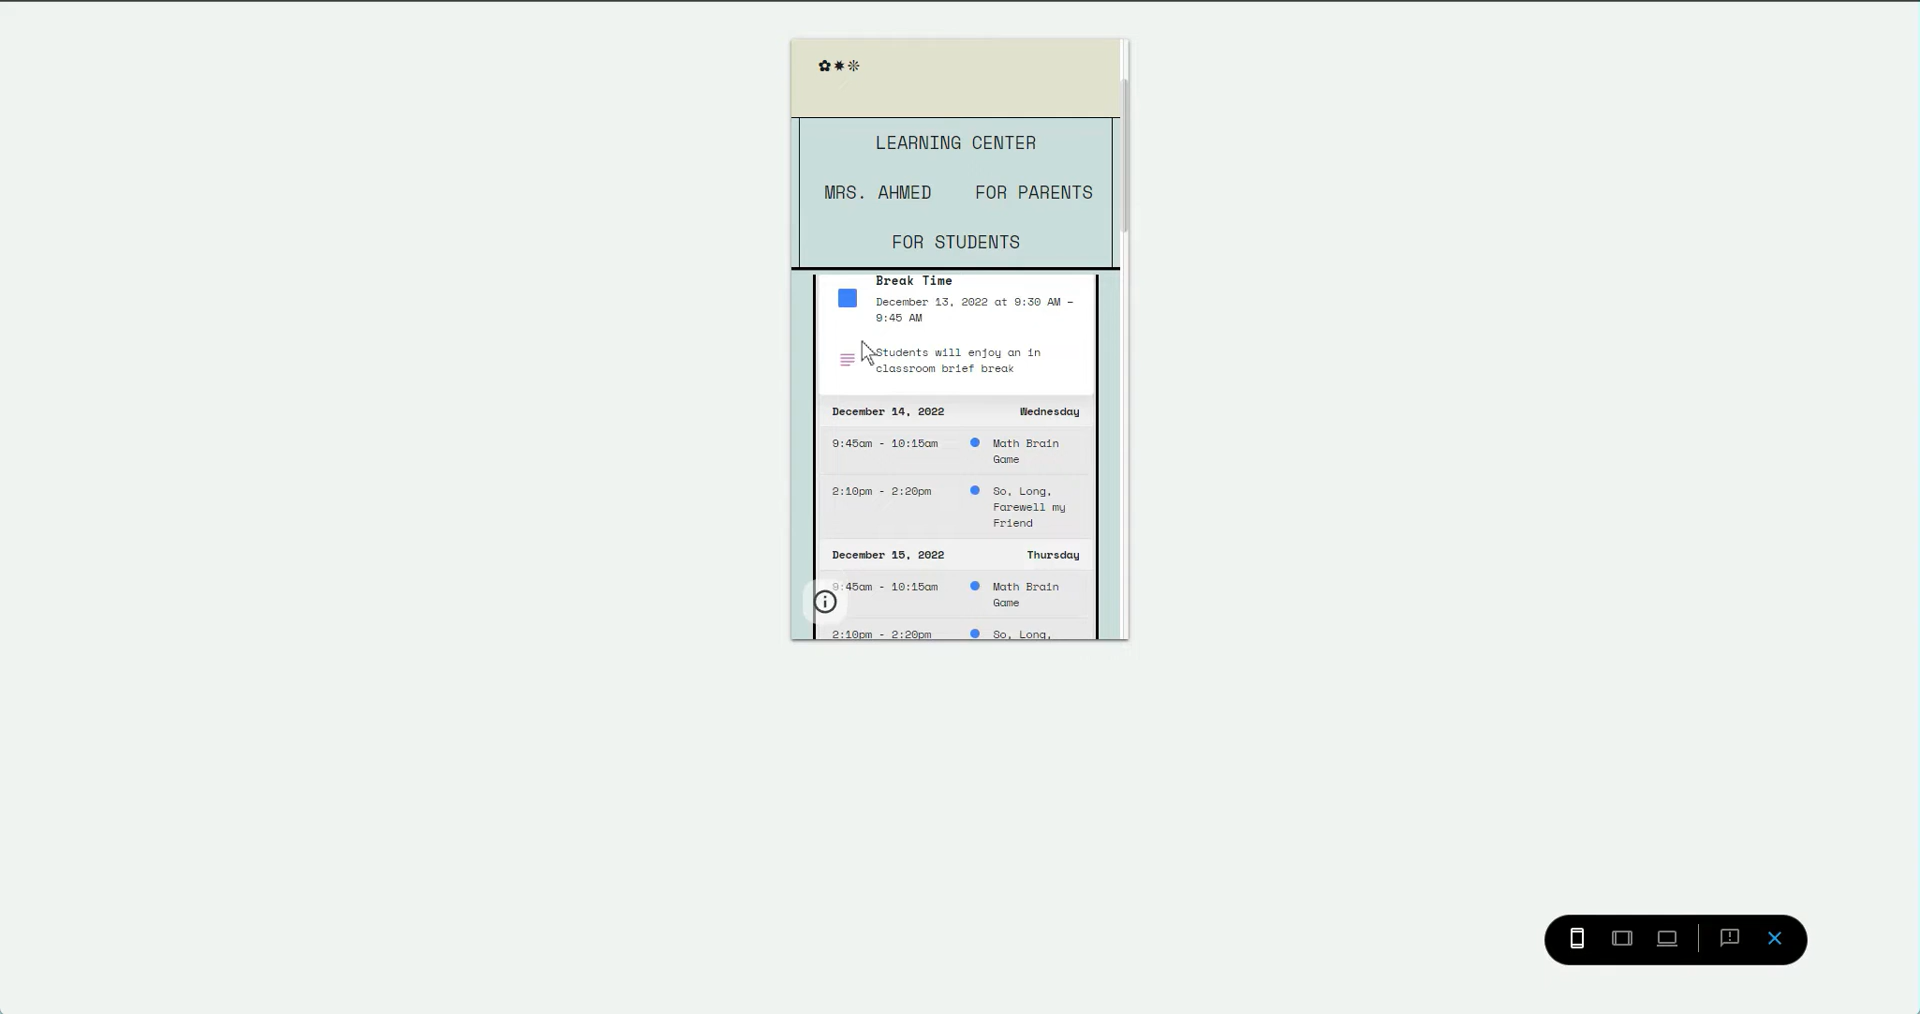 ✿✷❊
LEARNING CENTER
MRS. AHMED FOR PARENTS
FOR STUDENTS
Break Time
December 13, 2022 at 9:30 AM –
9:45 AM
Students will enjoy an in
classroom brief break
December 14, 2022 Wednesday
9:45am - 10:15am Math Brain
Game
2:10pm - 2:20pm So, Long,
Farewell my
Friend
December 15, 2022 Thursday
9:45am - 10:15am Math Brain
Game
2:10pm - 2:20pm So, Long,